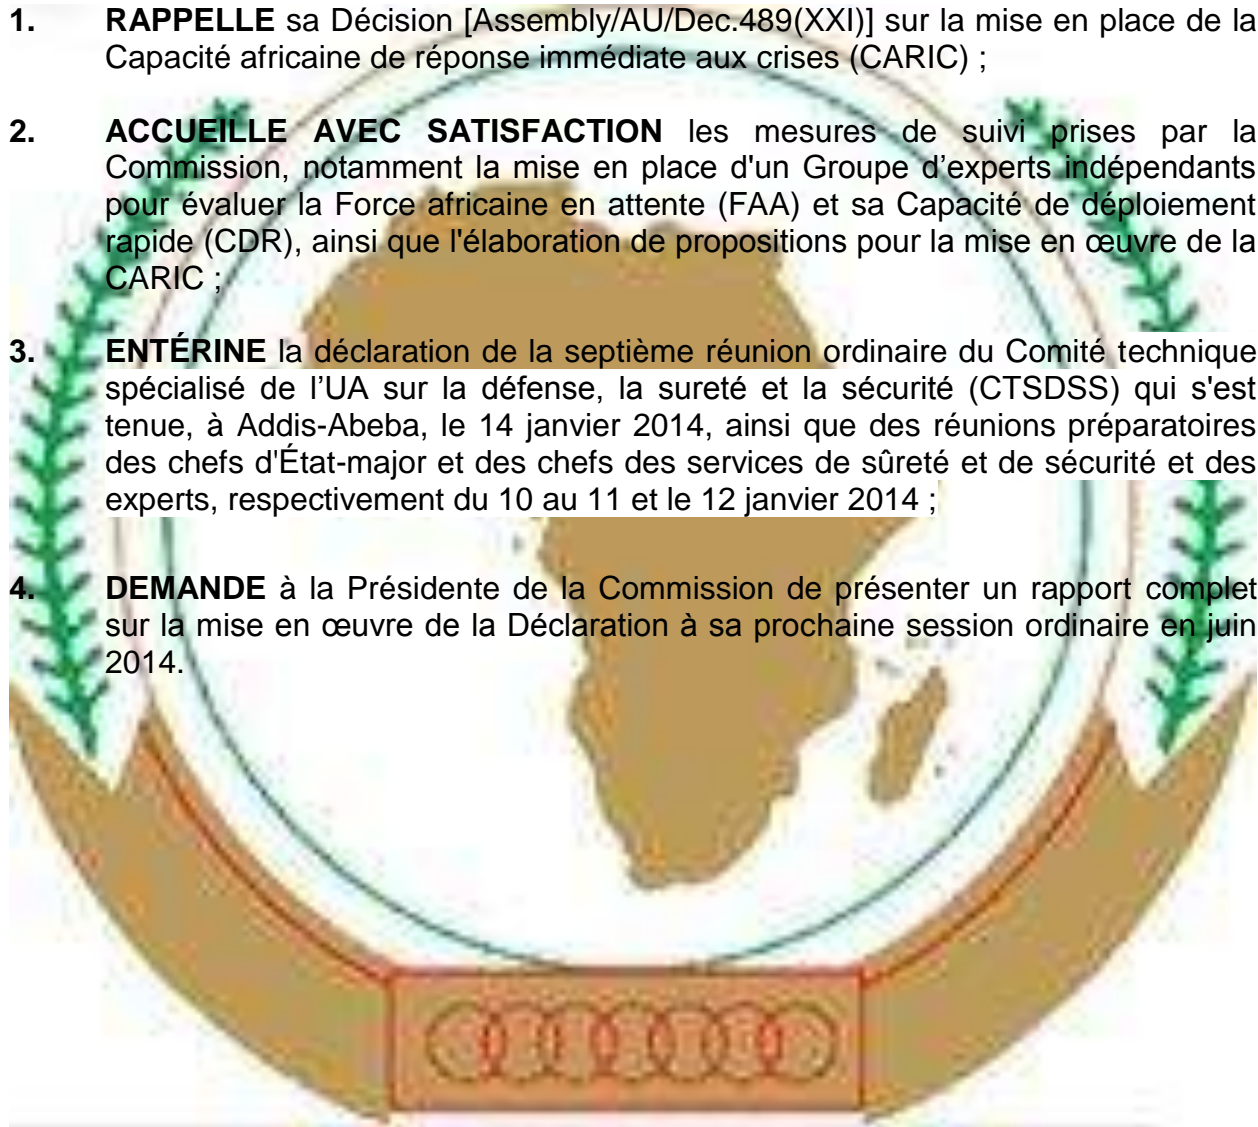 1. RAPPELLE sa Décision [Assembly/AU/Dec.489(XXI)] sur la mise en place de la
Capacité africaine de réponse immédiate aux crises (CARIC) ;
2. ACCUEILLE AVEC SATISFACTION les mesures de suivi prises par la
Commission, notamment la mise en place d'un Groupe d’experts indépendants
pour évaluer la Force africaine en attente (FAA) et sa Capacité de déploiement
rapide (CDR), ainsi que l'élaboration de propositions pour la mise en œuvre de la
CARIC ;
3. ENTÉRINE la déclaration de la septième réunion ordinaire du Comité technique
spécialisé de l’UA sur la défense, la sureté et la sécurité (CTSDSS) qui s'est
tenue, à Addis-Abeba, le 14 janvier 2014, ainsi que des réunions préparatoires
des chefs d'État-major et des chefs des services de sûreté et de sécurité et des
experts, respectivement du 10 au 11 et le 12 janvier 2014 ;
4. DEMANDE à la Présidente de la Commission de présenter un rapport complet
sur la mise en œuvre de la Déclaration à sa prochaine session ordinaire en juin
2014.